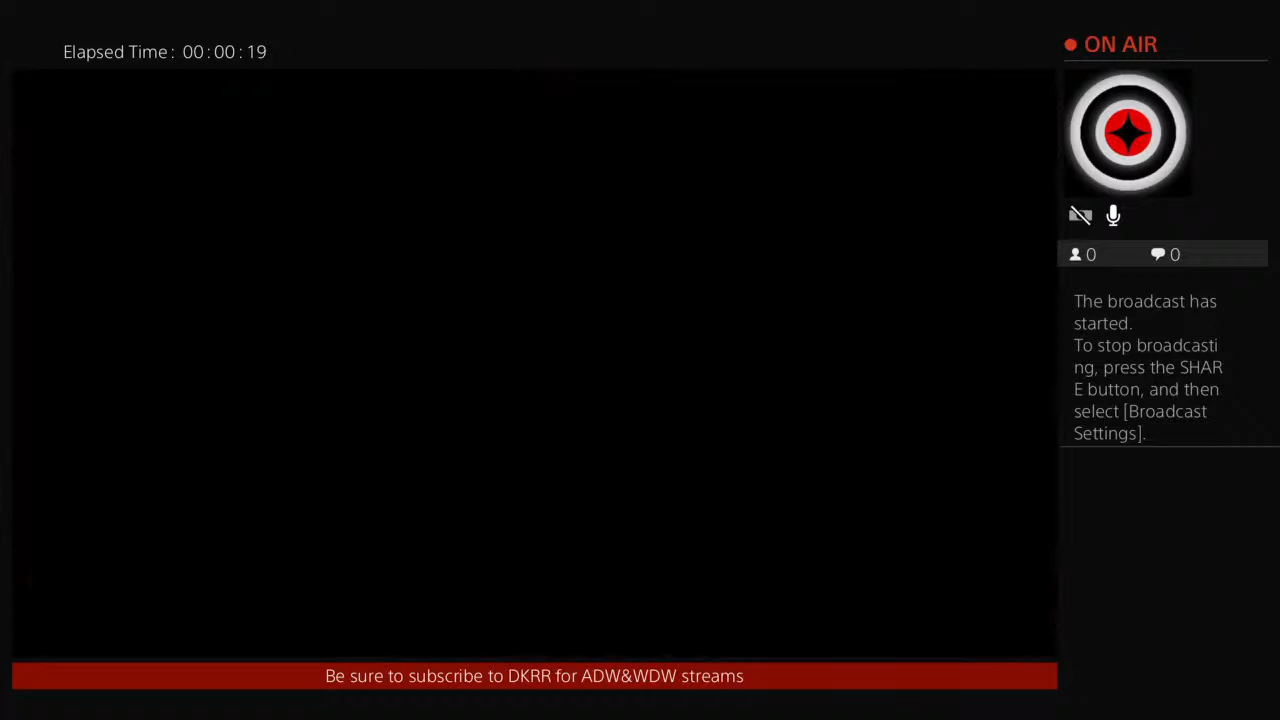 Elapsed Time: 00:00:19
ON AIR
0 0
The broadcast has
started.
To stop broadcasti
ng, press the SHAR
E button, and then
select [Broadcast
Settings].
Be sure to subscribe to DKRR for ADW&WDW streams